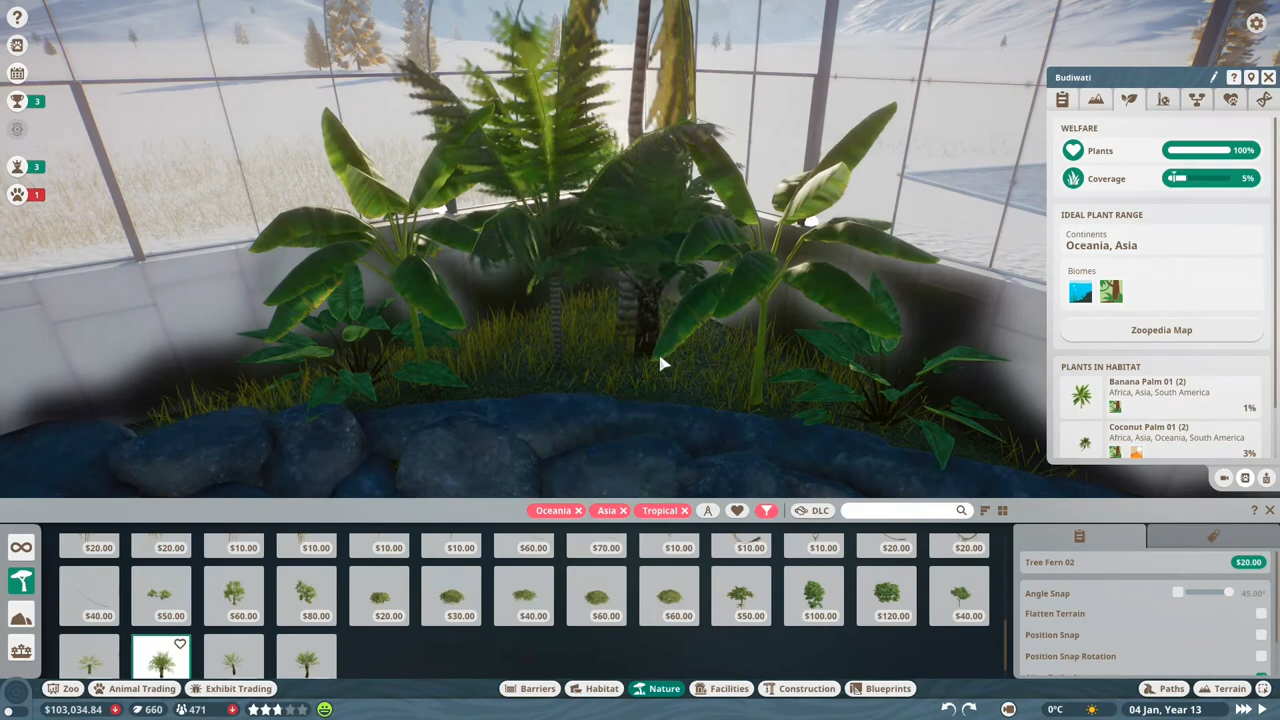 3
3
1
Budiwati
WELFARE
Plants 100%
Coverage 5%
IDEAL PLANT RANGE
Continents
Oceania, Asia
Biomes
Zoopedia Map
PLANTS IN HABITAT
Banana Palm 01 (2)
Africa, Asia, South America
1%
Coconut Palm 01 (2)
Africa, Asia, Oceania, South America
3%
Oceania Asia Tropical DLC
$20.00 $20.00 $10.00 $10.00 $10.00 $10.00 $60.00 $70.00 $10.00 $10.00 $10.00 $20.00 $20.00
$40.00 $50.00 $60.00 $80.00 $20.00 $30.00 $40.00 $60.00 $60.00 $50.00 $100.00 $120.00 $40.00
Tree Fern 02 $20.00
Angle Snap 45.00°
Flatten Terrain
Position Snap
Position Snap Rotation
Zoo Animal Trading Exhibit Trading Barriers Habitat Nature Facilities Construction Blueprints Paths Terrain
$103,034.84 660 471 0°C 04 Jan, Year 13